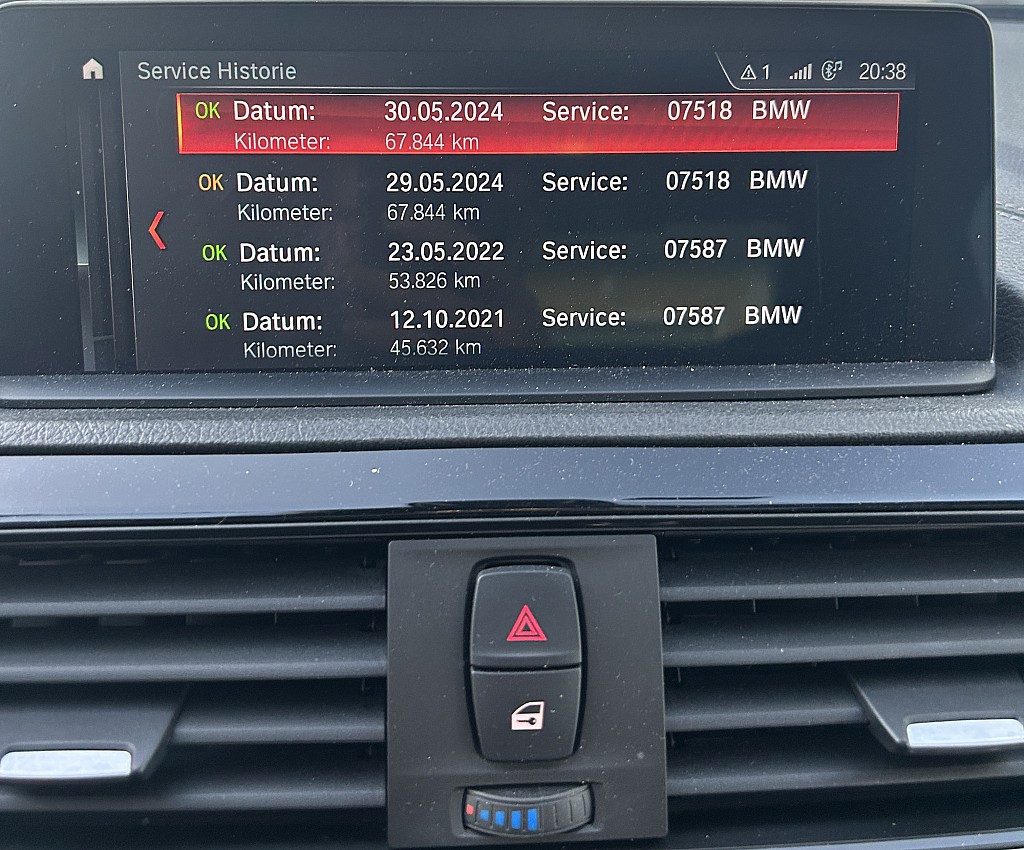 Service Historie 1 20:38
OK Datum: 30.05.2024 Service: 07518 BMW
Kilometer: 67.844 km
OK Datum: 29.05.2024 Service: 07518 BMW
Kilometer: 67.844 km
OK Datum: 23.05.2022 Service: 07587 BMW
Kilometer: 53.826 km
OK Datum: 12.10.2021 Service: 07587 BMW
Kilometer: 45.632 km